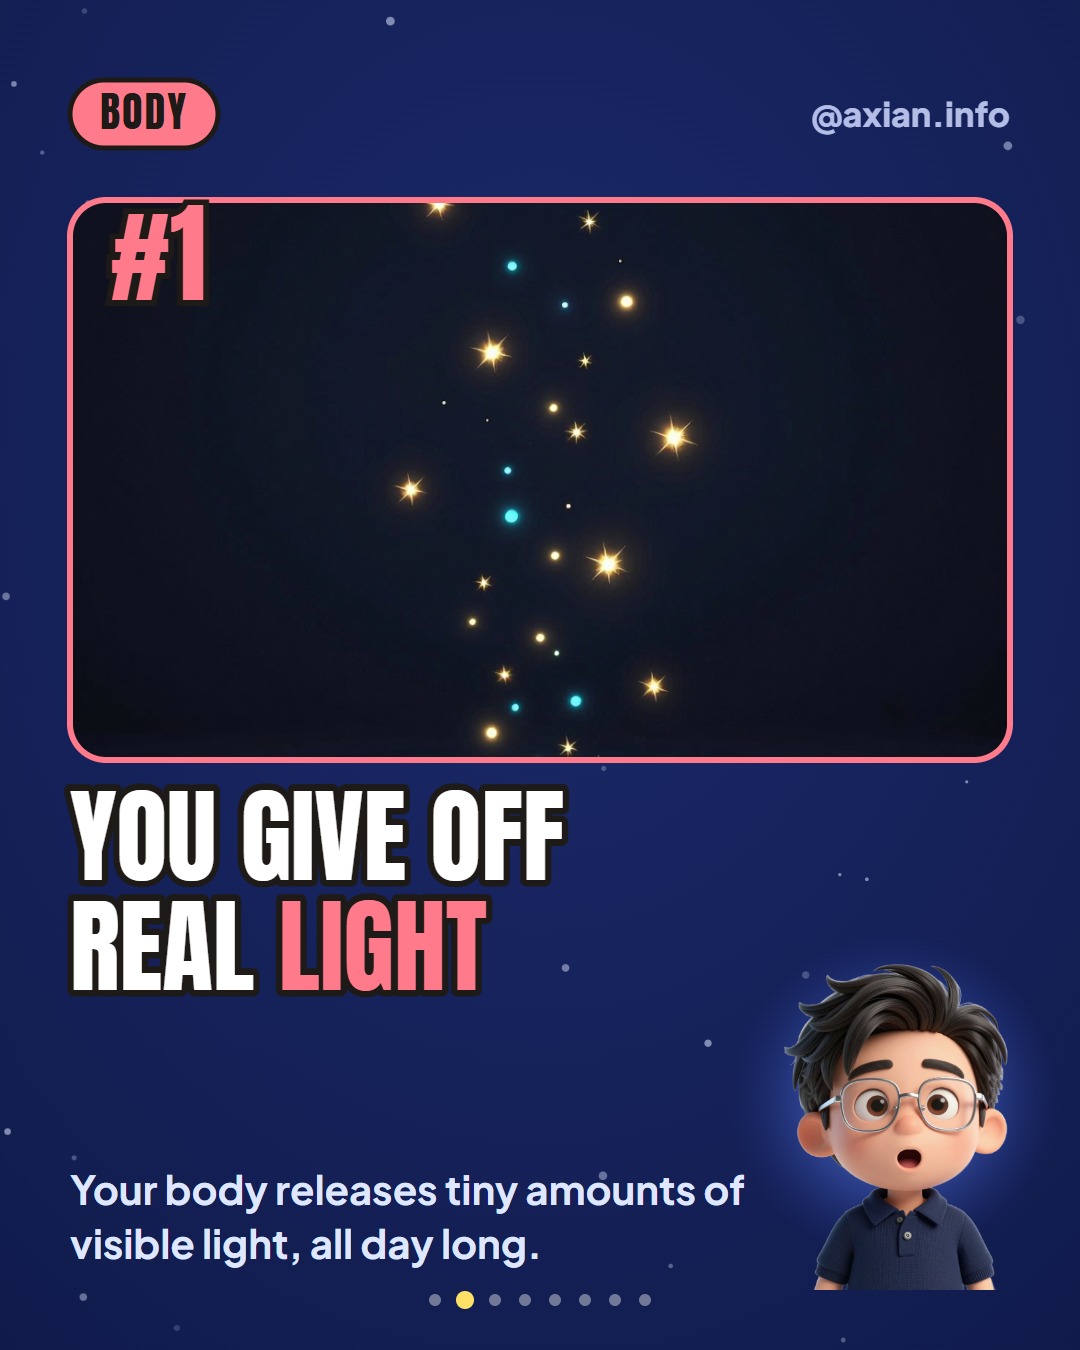 BODY
@axian.info
#1
YOU GIVE OFF
REAL LIGHT
Your body releases tiny amounts of
visible light, all day long.